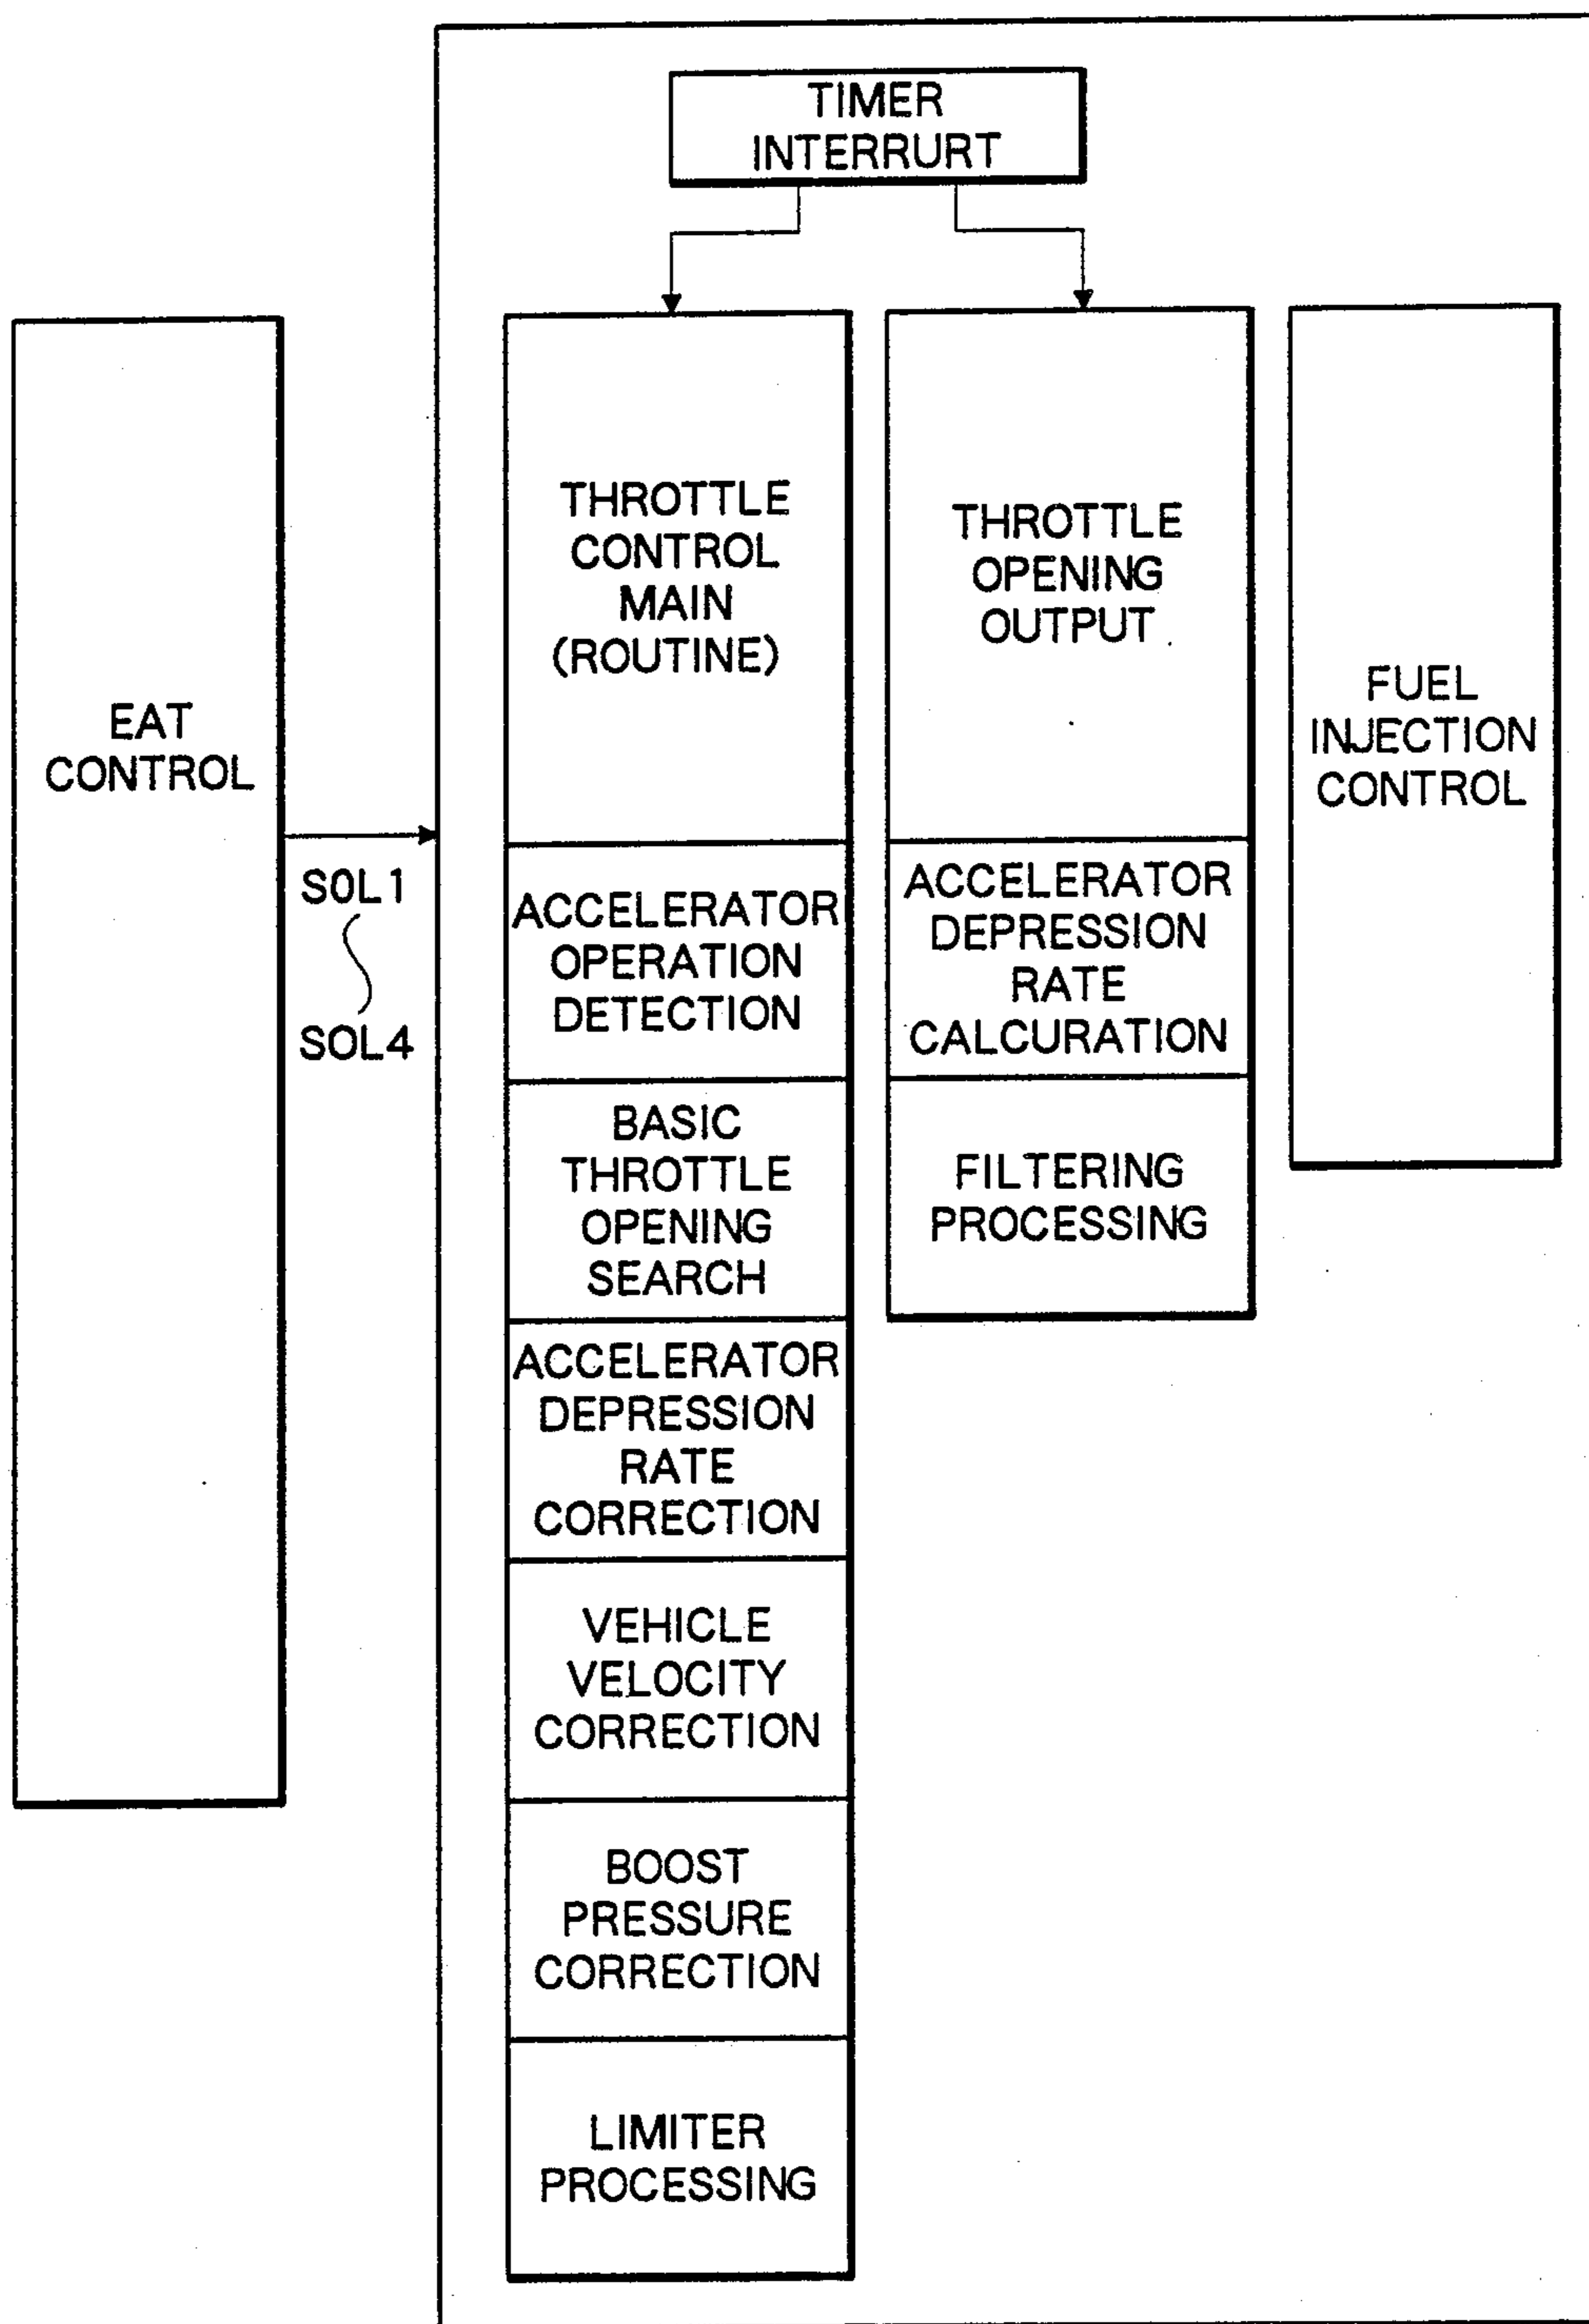 TIMER
INTERRURT
EAT
CONTROL
SOL1
SOL4
THROTTLE
CONTROL
MAIN
(ROUTINE)
ACCELERATOR
OPERATION
DETECTION
BASIC
THROTTLE
OPENING
SEARCH
ACCELERATOR
DEPRESSION
RATE
CORRECTION
VEHICLE
VELOCITY
CORRECTION
BOOST
PRESSURE
CORRECTION
LIMITER
PROCESSING
THROTTLE
OPENING
OUTPUT
ACCELERATOR
DEPRESSION
RATE
CALCURATION
FILTERING
PROCESSING
FUEL
INJECTION
CONTROL